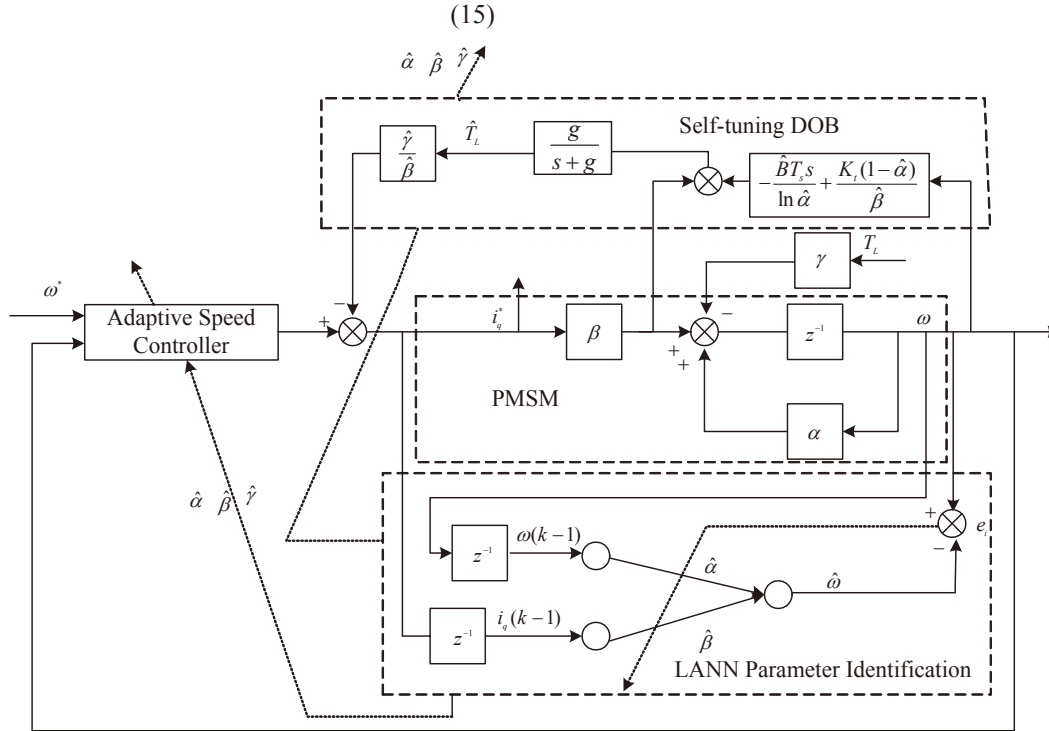 (15)
α̂ β̂ γ̂
Self-tuning DOB
γ̂/β̂
T̂_L
g/(s+g)
-B̂T_s s/ln α̂ + K_t(1-α̂)/β̂
γ
T_L
ω*
Adaptive Speed
Controller
+
−
i_q*
β
+
+
−
z⁻¹
ω
PMSM
α
α̂ β̂ γ̂
z⁻¹
ω(k−1)
α̂
ω̂
+
−
e_i
z⁻¹
i_q(k−1)
β̂
LANN Parameter Identification